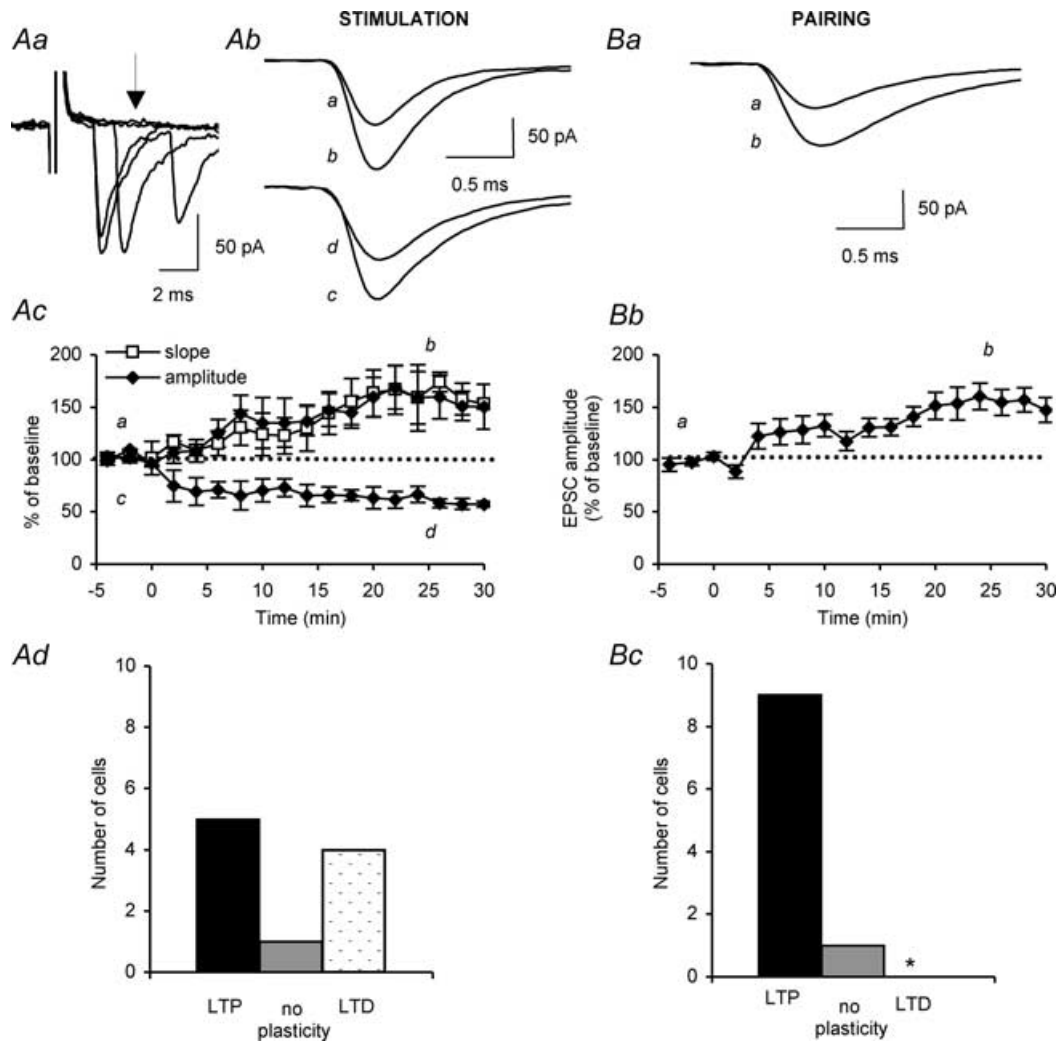 STIMULATION
PAIRING
Aa
Ab
Ba
a
b
50 pA
0.5 ms
d
c
50 pA
2 ms
a
b
50 pA
0.5 ms
Ac
200
150
100
50
0
% of baseline
slope
amplitude
a
b
c
d
-5 0 5 10 15 20 25 30
Time (min)
Bb
200
150
100
50
0
EPSC amplitude
(% of baseline)
a
b
-5 0 5 10 15 20 25 30
Time (min)
Ad
10
8
6
4
2
0
Number of cells
LTP no plasticity LTD
Bc
10
8
6
4
2
0
Number of cells
*
LTP no plasticity LTD